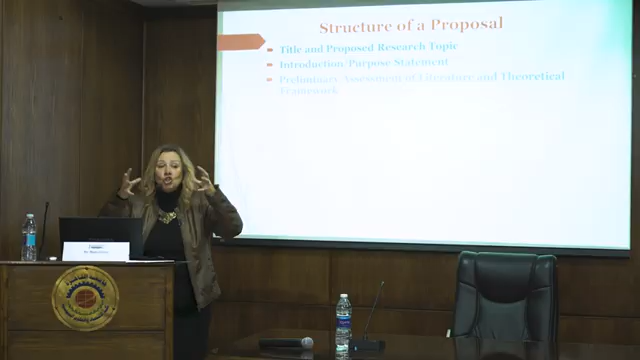 Structure of a Proposal
Title and Proposed Research Topic
Introduction/Purpose Statement
Preliminary Assessment of Literature and Theoretical
Framework